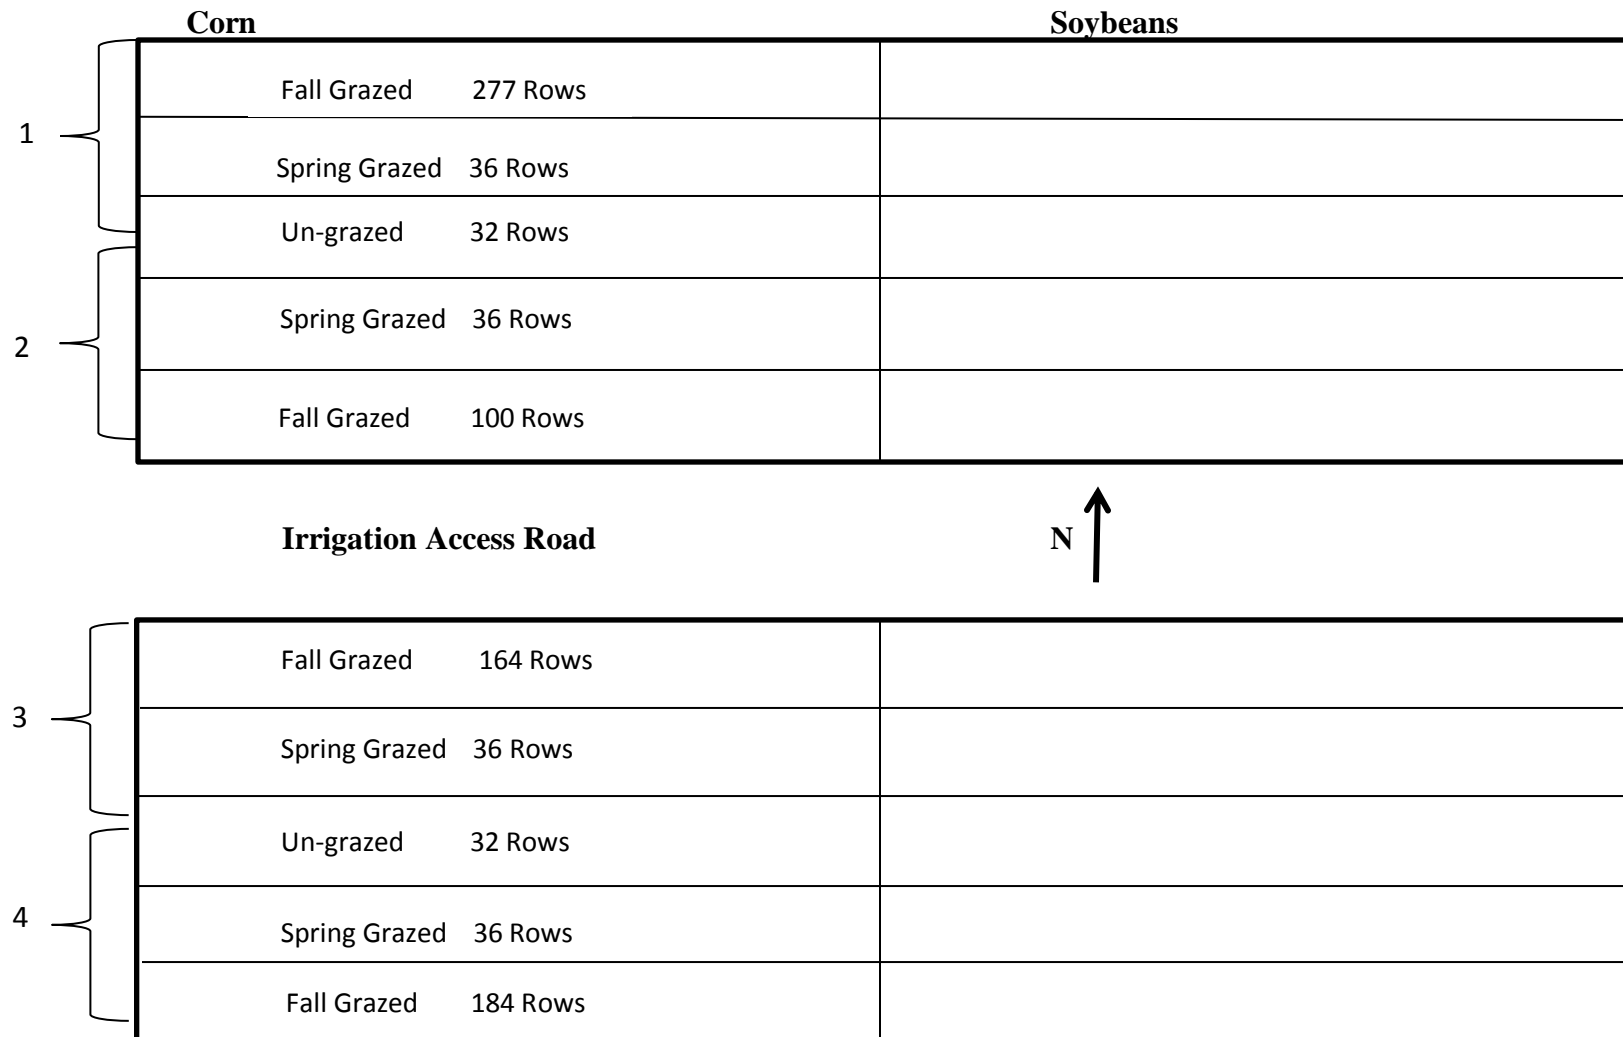 Corn Soybeans
Fall Grazed 277 Rows
1
Spring Grazed 36 Rows
Un-grazed 32 Rows
Spring Grazed 36 Rows
2
Fall Grazed 100 Rows
Irrigation Access Road N
Fall Grazed 164 Rows
3
Spring Grazed 36 Rows
Un-grazed 32 Rows
4
Spring Grazed 36 Rows
Fall Grazed 184 Rows